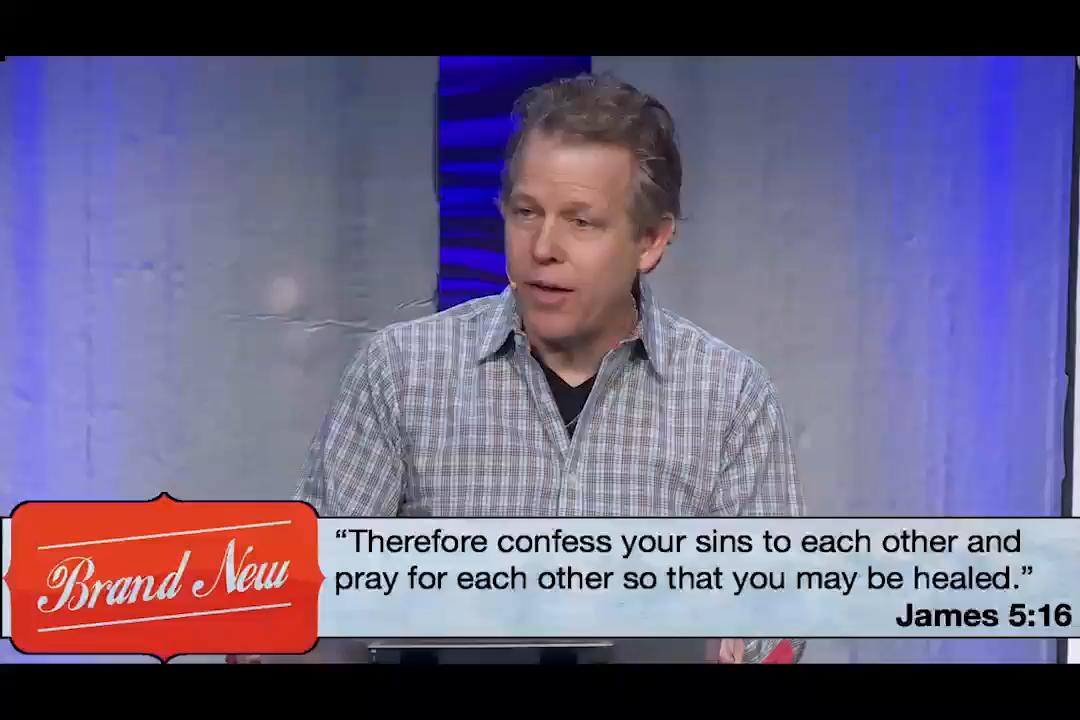 Brand New
“Therefore confess your sins to each other and
pray for each other so that you may be healed.”
James 5:16